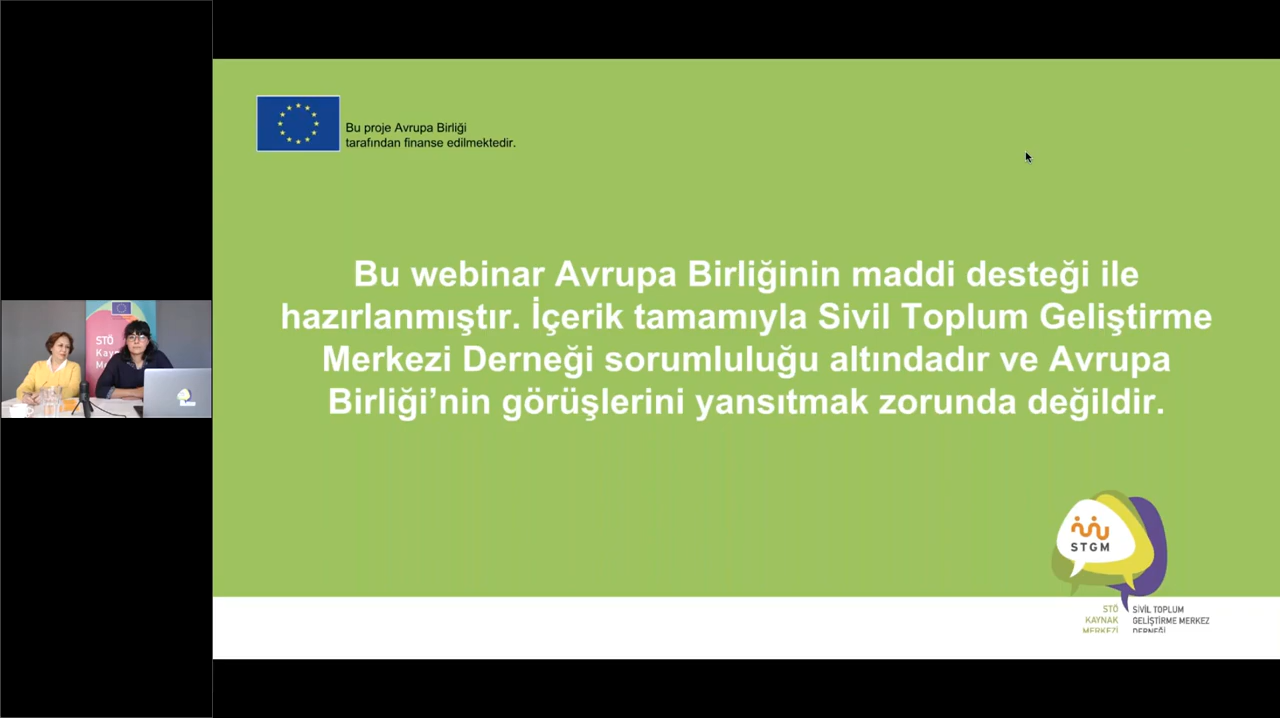 Bu proje Avrupa Birliği
tarafından finanse edilmektedir.
Bu webinar Avrupa Birliğinin maddi desteği ile
hazırlanmıştır. İçerik tamamıyla Sivil Toplum Geliştirme
Merkezi Derneği sorumluluğu altındadır ve Avrupa
Birliği’nin görüşlerini yansıtmak zorunda değildir.
STGM
STÖ
KAYNAK
MERKEZİ
SİVİL TOPLUM
GELİŞTİRME MERKEZ
DERNEĞİ
STÖ